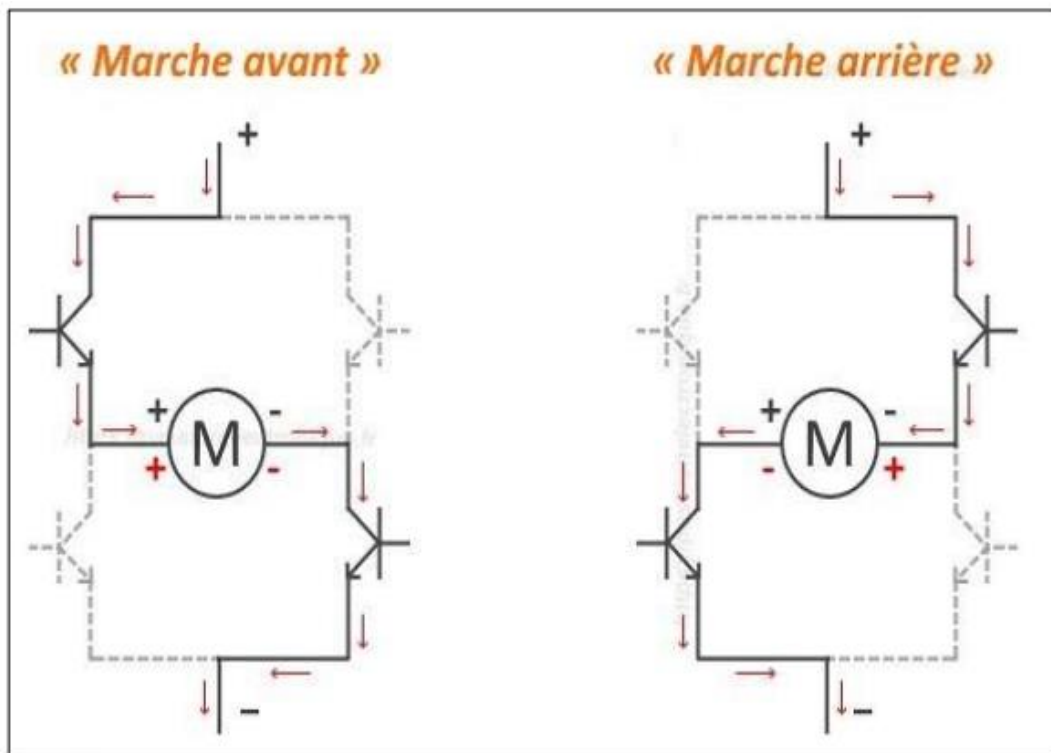 « Marche avant »
« Marche arrière »
+
+
+ M -
+ -
+ M -
- +
–
–